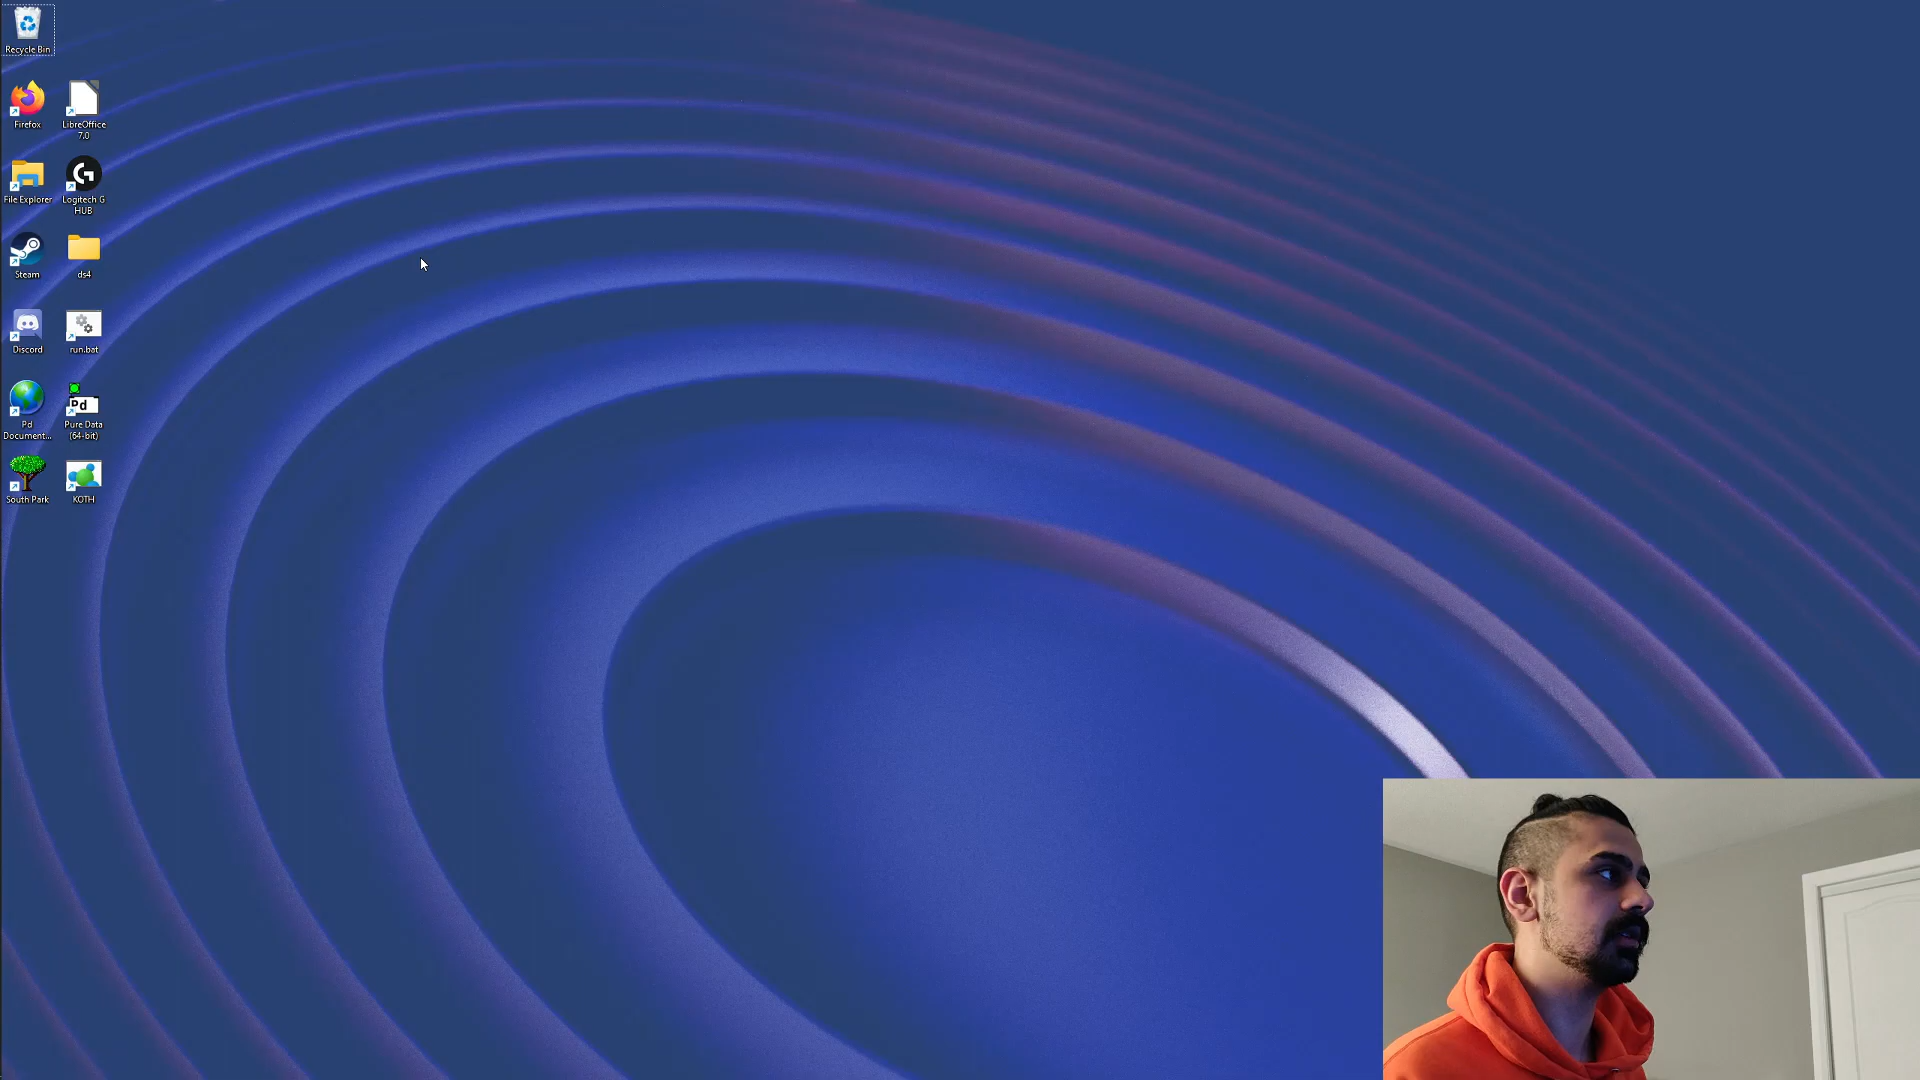 Recycle Bin
Firefox
LibreOffice
7.0
File Explorer
Logitech G
HUB
Steam
ds4
Discord
run.bat
Pd
Document...
Pd
Pure Data
(64-bit)
South Park
KOTH